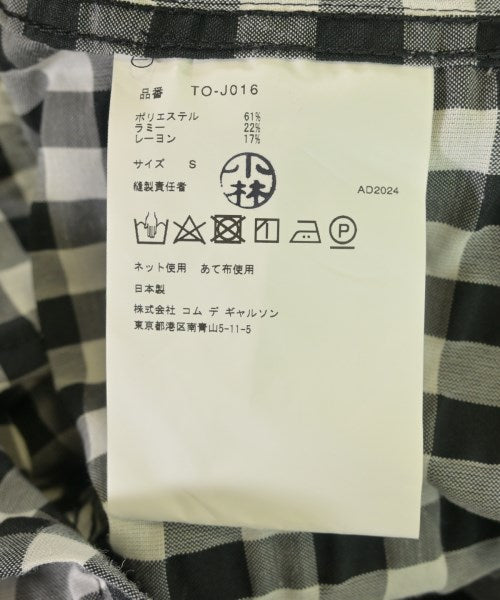 品番 TO-J016
ポリエステル 61%
ラミー 22%
レーヨン 17%
サイズ S
小林
縫製責任者
AD2024
P
ネット使用 あて布使用
日本製
株式会社 コム デ ギャルソン
東京都港区南青山5-11-5